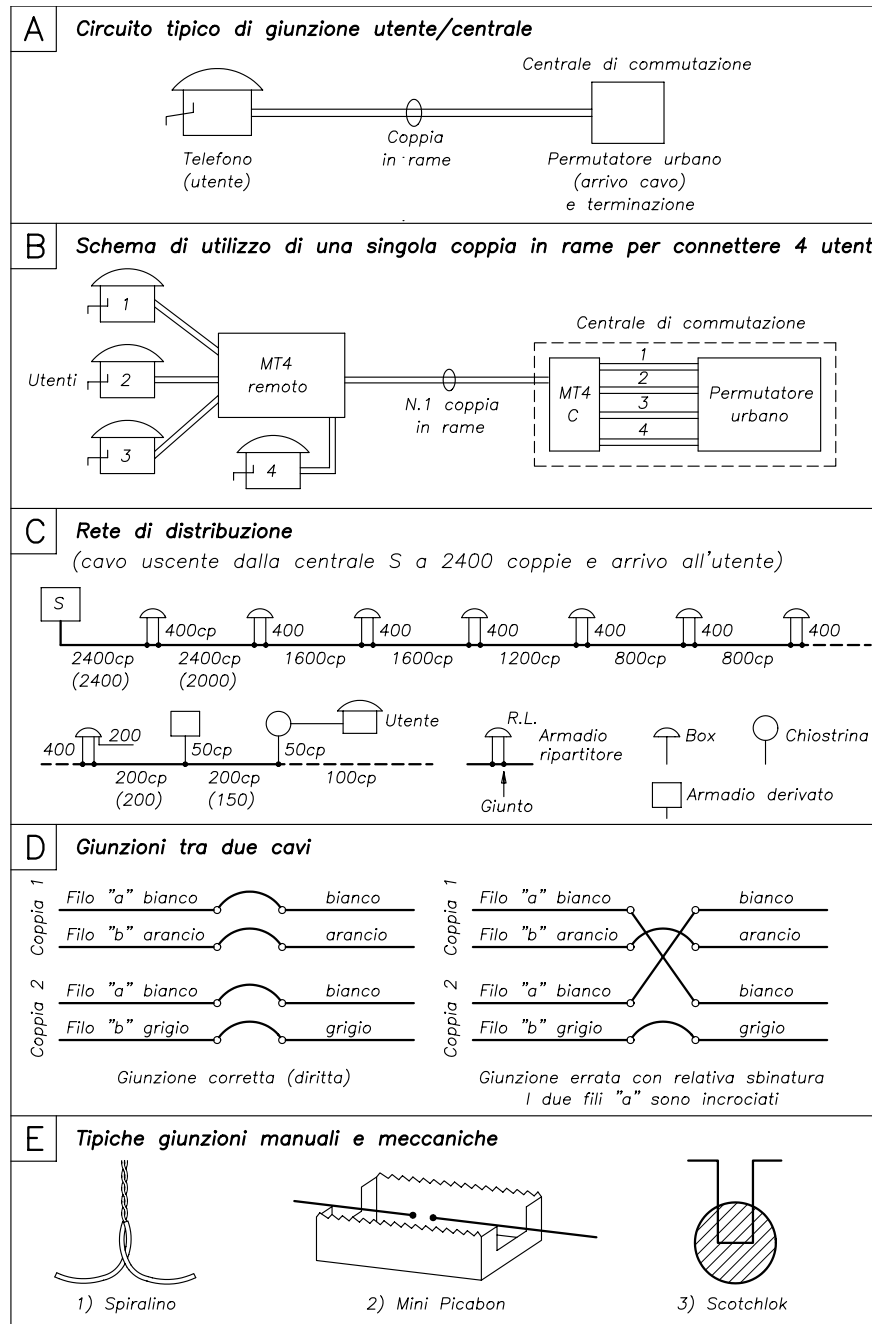 A
Circuito tipico di giunzione utente/centrale
Centrale di commutazione
Coppia
in rame
Telefono
(utente)
Permutatore urbano
(arrivo cavo)
e terminazione
B
Schema di utilizzo di una singola coppia in rame per connettere 4 utent
1
Utenti
2
3
4
MT4
remoto
N.1 coppia
in rame
Centrale di commutazione
MT4
C
1
2
3
4
Permutatore
urbano
C
Rete di distribuzione
(cavo uscente dalla centrale S a 2400 coppie e arrivo all'utente)
S
400cp 400 400 400 400 400 400
2400cp 2400cp 1600cp 1600cp 1200cp 800cp 800cp
(2400) (2000)
400 200 50cp 50cp Utente
200cp 200cp 100cp
(200) (150)
R.L.
Armadio
ripartitore
Giunto
Box
Chiostrina
Armadio derivato
D
Giunzioni tra due cavi
Coppia 1
Filo "a" bianco bianco
Filo "b" arancio arancio
Coppia 2
Filo "a" bianco bianco
Filo "b" grigio grigio
Giunzione corretta (diritta)
Coppia 1
Filo "a" bianco bianco
Filo "b" arancio arancio
Coppia 2
Filo "a" bianco bianco
Filo "b" grigio grigio
Giunzione errata con relativa sbinatura
I due fili "a" sono incrociati
E
Tipiche giunzioni manuali e meccaniche
1) Spiralino
2) Mini Picabon
3) Scotchlok